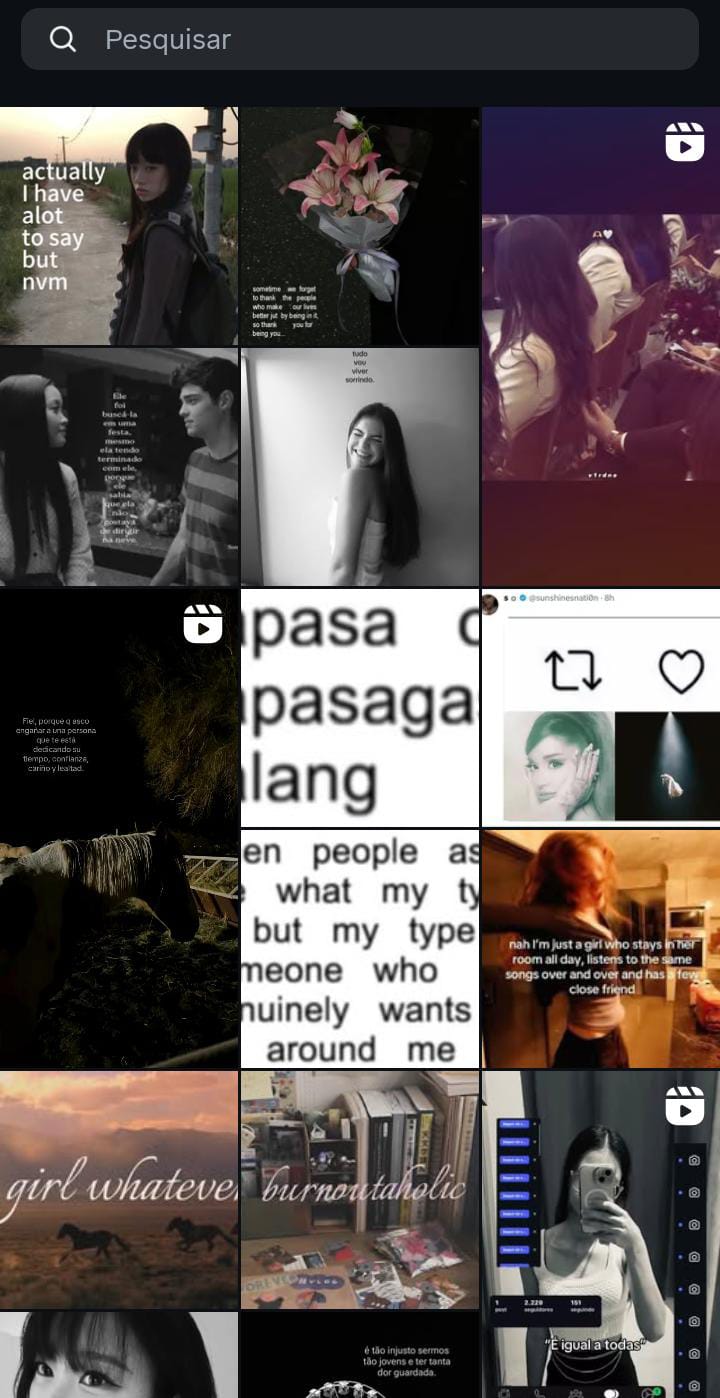 Pesquisar
actually
I have
alot
to say
but
nvm
sometime we forget
to thank the people
who make our lives
better jut by being in it,
so thank you for
being you...
Ele
foi
buscá-la
em uma
festa,
mesmo
ela tendo
terminado
com ele,
porque
ele
sabia
que ela
não
gostava
de dirigir
na neve.
tudo
vou
viver
sorrindo.
Fiel, porque q asco
engañar a una persona
que te está
dedicando su
tiempo, confianza,
cariño y lealtad.
apasa
apasaga
alang
s o @sunshinesnati0n · 8h
en people as
what my ty
but my type
meone who
nuinely wants
around me
nah I'm just a girl who stays in her
room all day, listens to the same
songs over and over and has a few
close friend
girl whatever
burnoutaholic
FOREVER
1 2.229 151
post seguidores seguindo
"É igual a todas"
é tão injusto sermos
tão jovens e ter tanta
dor guardada.